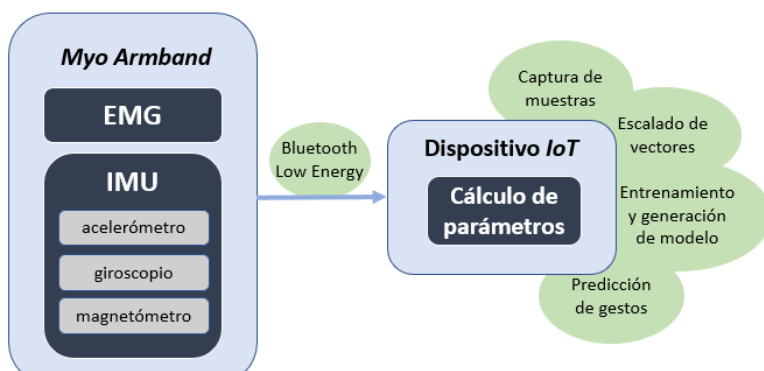 Myo Armband
EMG
IMU
acelerómetro
giroscopio
magnetómetro
Bluetooth
Low Energy
Dispositivo IoT
Cálculo de
parámetros
Captura de
muestras
Escalado de
vectores
Entrenamiento
y generación
de modelo
Predicción
de gestos